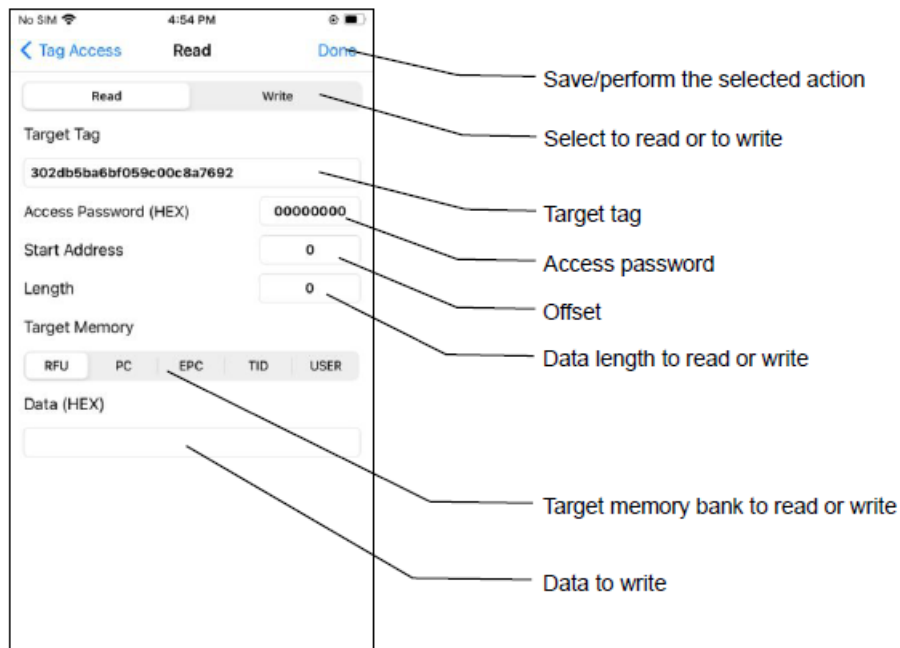 No SIM 4:54 PM
Tag Access Read Done
Save/perform the selected action
Read Write
Select to read or to write
Target Tag
302db5ba6bf059c00c8a7692
Target tag
Access Password (HEX) 00000000
Access password
Start Address 0
Offset
Length 0
Data length to read or write
Target Memory
RFU PC EPC TID USER
Target memory bank to read or write
Data (HEX)
Data to write